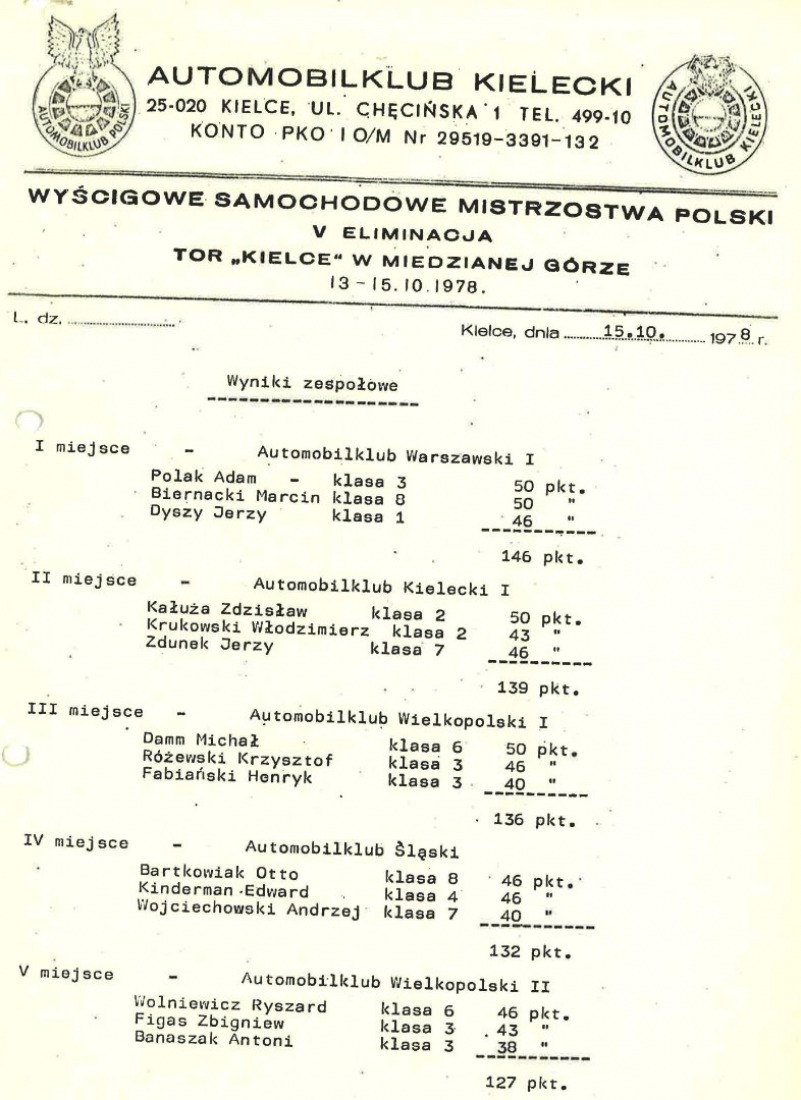 AUTOMOBILKLUB POLSKI
AUTOMOBILKLUB KIELECKI
AUTOMOBILKLUB KIELECKI
25-020 KIELCE, UL. CHĘCIŃSKA 1 TEL. 499-10
KONTO PKO I O/M Nr 29519-3391-132
WYŚCIGOWE SAMOCHODOWE MISTRZOSTWA POLSKI
V ELIMINACJA
TOR „KIELCE" W MIEDZIANEJ GÓRZE
13-15.10.1978.
L. dz. ............
Kielce, dnia ...... 15.10. ...... 1978 r.
Wyniki zespołowe
I miejsce - Automobilklub Warszawski I
Polak Adam - klasa 3 50 pkt.
Biernacki Marcin klasa 8 50 "
Dyszy Jerzy klasa 1 46 "
146 pkt.
II miejsce - Automobilklub Kielecki I
Kałuża Zdzisław klasa 2 50 pkt.
Krukowski Włodzimierz klasa 2 43 "
Zdunek Jerzy klasa 7 46 "
139 pkt.
III miejsce - Automobilklub Wielkopolski I
Damm Michał klasa 6 50 pkt.
Różewski Krzysztof klasa 3 46 "
Fabiański Henryk klasa 3 40 "
136 pkt.
IV miejsce - Automobilklub Śląski
Bartkowiak Otto klasa 8 46 pkt.
Kinderman Edward klasa 4 46 "
Wojciechowski Andrzej klasa 7 40 "
132 pkt.
V miejsce - Automobilklub Wielkopolski II
Wolniewicz Ryszard klasa 6 46 pkt.
Figas Zbigniew klasa 3 43 "
Banaszak Antoni klasa 3 38 "
127 pkt.